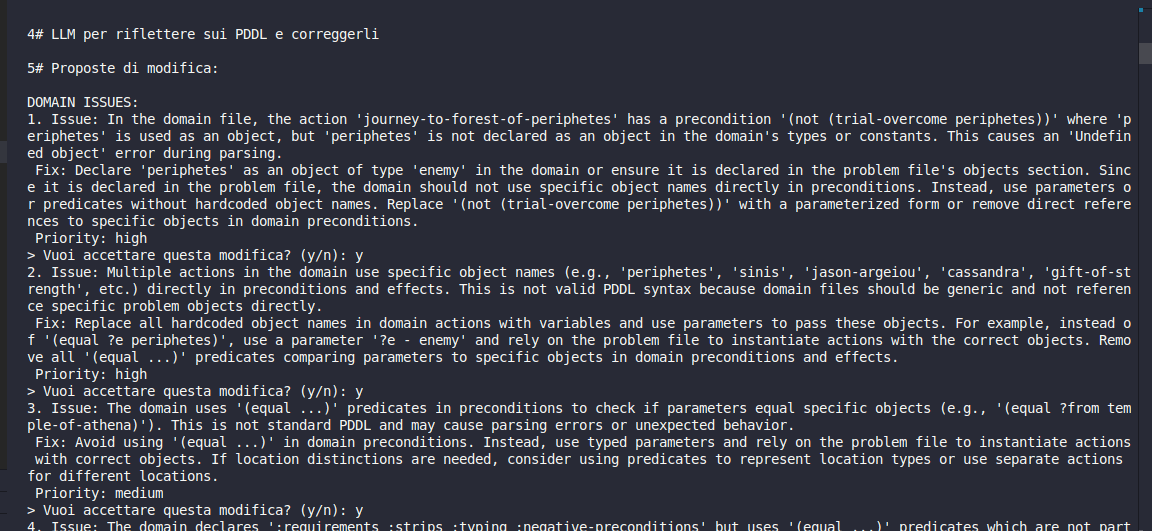 4# LLM per riflettere sui PDDL e correggerli
5# Proposte di modifica:
DOMAIN ISSUES:
1. Issue: In the domain file, the action 'journey-to-forest-of-periphetes' has a precondition '(not (trial-overcome periphetes))' where 'p
eriphetes' is used as an object, but 'periphetes' is not declared as an object in the domain's types or constants. This causes an 'Undefin
ed object' error during parsing.
Fix: Declare 'periphetes' as an object of type 'enemy' in the domain or ensure it is declared in the problem file's objects section. Sinc
e it is declared in the problem file, the domain should not use specific object names directly in preconditions. Instead, use parameters o
r predicates without hardcoded object names. Replace '(not (trial-overcome periphetes))' with a parameterized form or remove direct refere
nces to specific objects in domain preconditions.
Priority: high
> Vuoi accettare questa modifica? (y/n): y
2. Issue: Multiple actions in the domain use specific object names (e.g., 'periphetes', 'sinis', 'jason-argeiou', 'cassandra', 'gift-of-st
rength', etc.) directly in preconditions and effects. This is not valid PDDL syntax because domain files should be generic and not referen
ce specific problem objects directly.
Fix: Replace all hardcoded object names in domain actions with variables and use parameters to pass these objects. For example, instead o
f '(equal ?e periphetes)', use a parameter '?e - enemy' and rely on the problem file to instantiate actions with the correct objects. Remo
ve all '(equal ...)' predicates comparing parameters to specific objects in domain preconditions and effects.
Priority: high
> Vuoi accettare questa modifica? (y/n): y
3. Issue: The domain uses '(equal ...)' predicates in preconditions to check if parameters equal specific objects (e.g., '(equal ?from tem
ple-of-athena)'). This is not standard PDDL and may cause parsing errors or unexpected behavior.
Fix: Avoid using '(equal ...)' in domain preconditions. Instead, use typed parameters and rely on the problem file to instantiate actions
with correct objects. If location distinctions are needed, consider using predicates to represent location types or use separate actions
for different locations.
Priority: medium
> Vuoi accettare questa modifica? (y/n): y
4. Issue: The domain declares ':requirements :strips :typing :negative-preconditions' but uses '(equal ...)' predicates which are not part